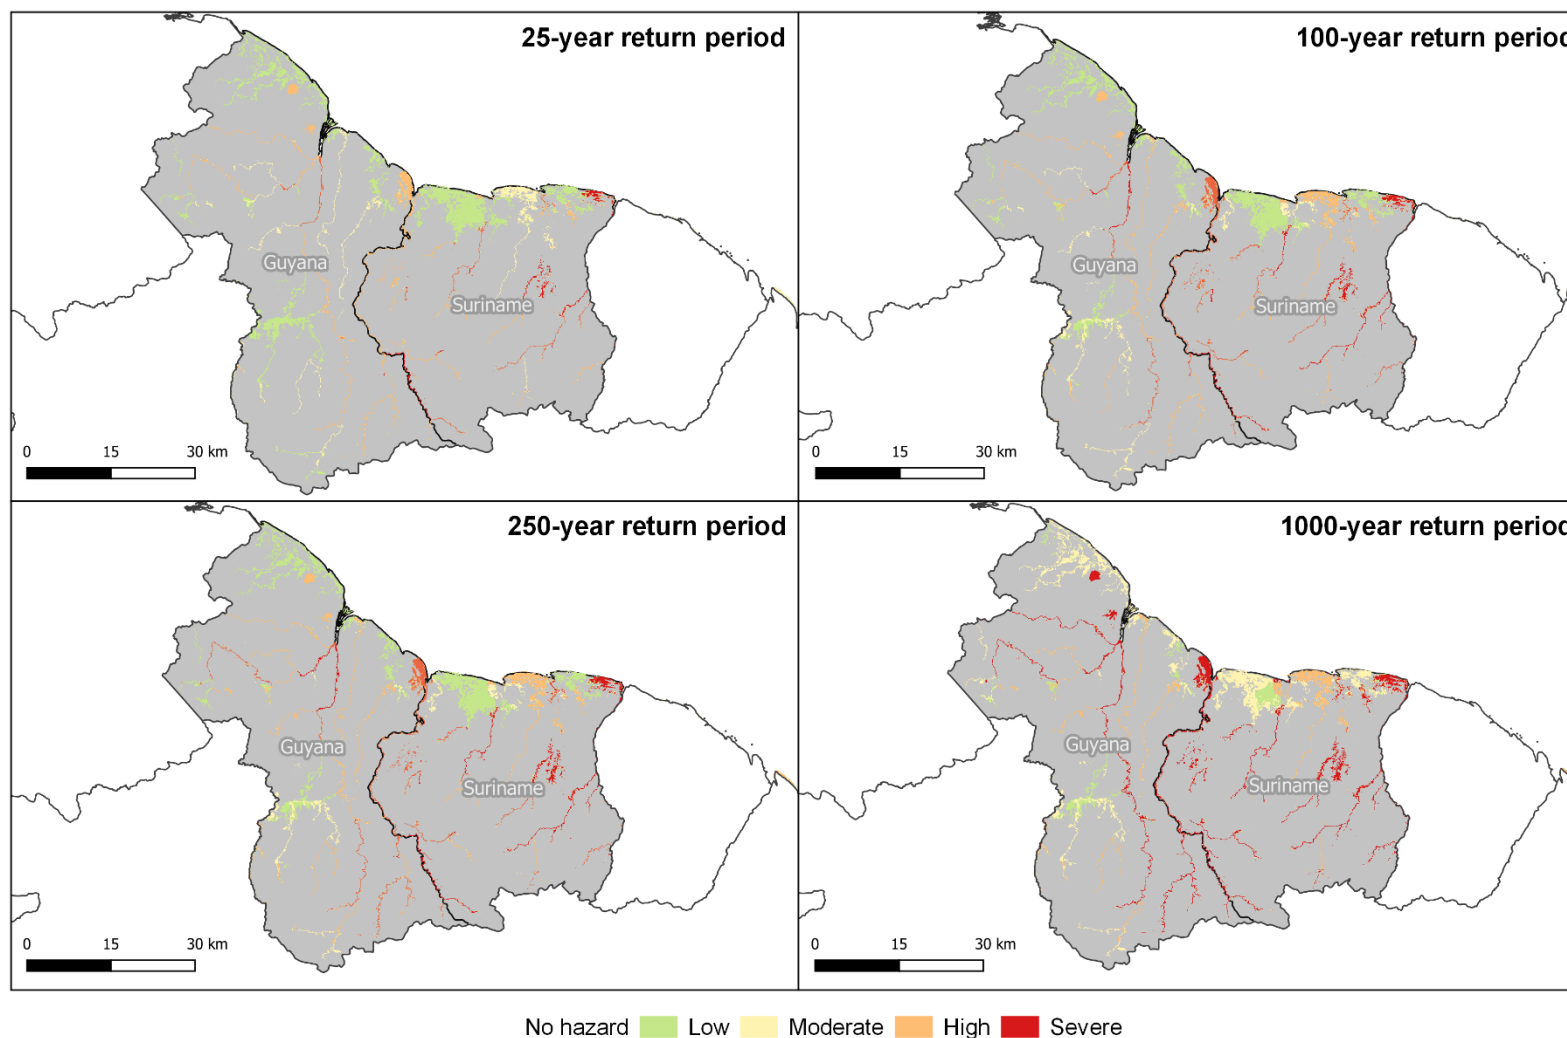 25-year return period
100-year return period
Guyana
Suriname
Guyana
Suriname
0 15 30 km
0 15 30 km
250-year return period
1000-year return period
Guyana
Suriname
Guyana
Suriname
0 15 30 km
0 15 30 km
No hazard Low Moderate High Severe